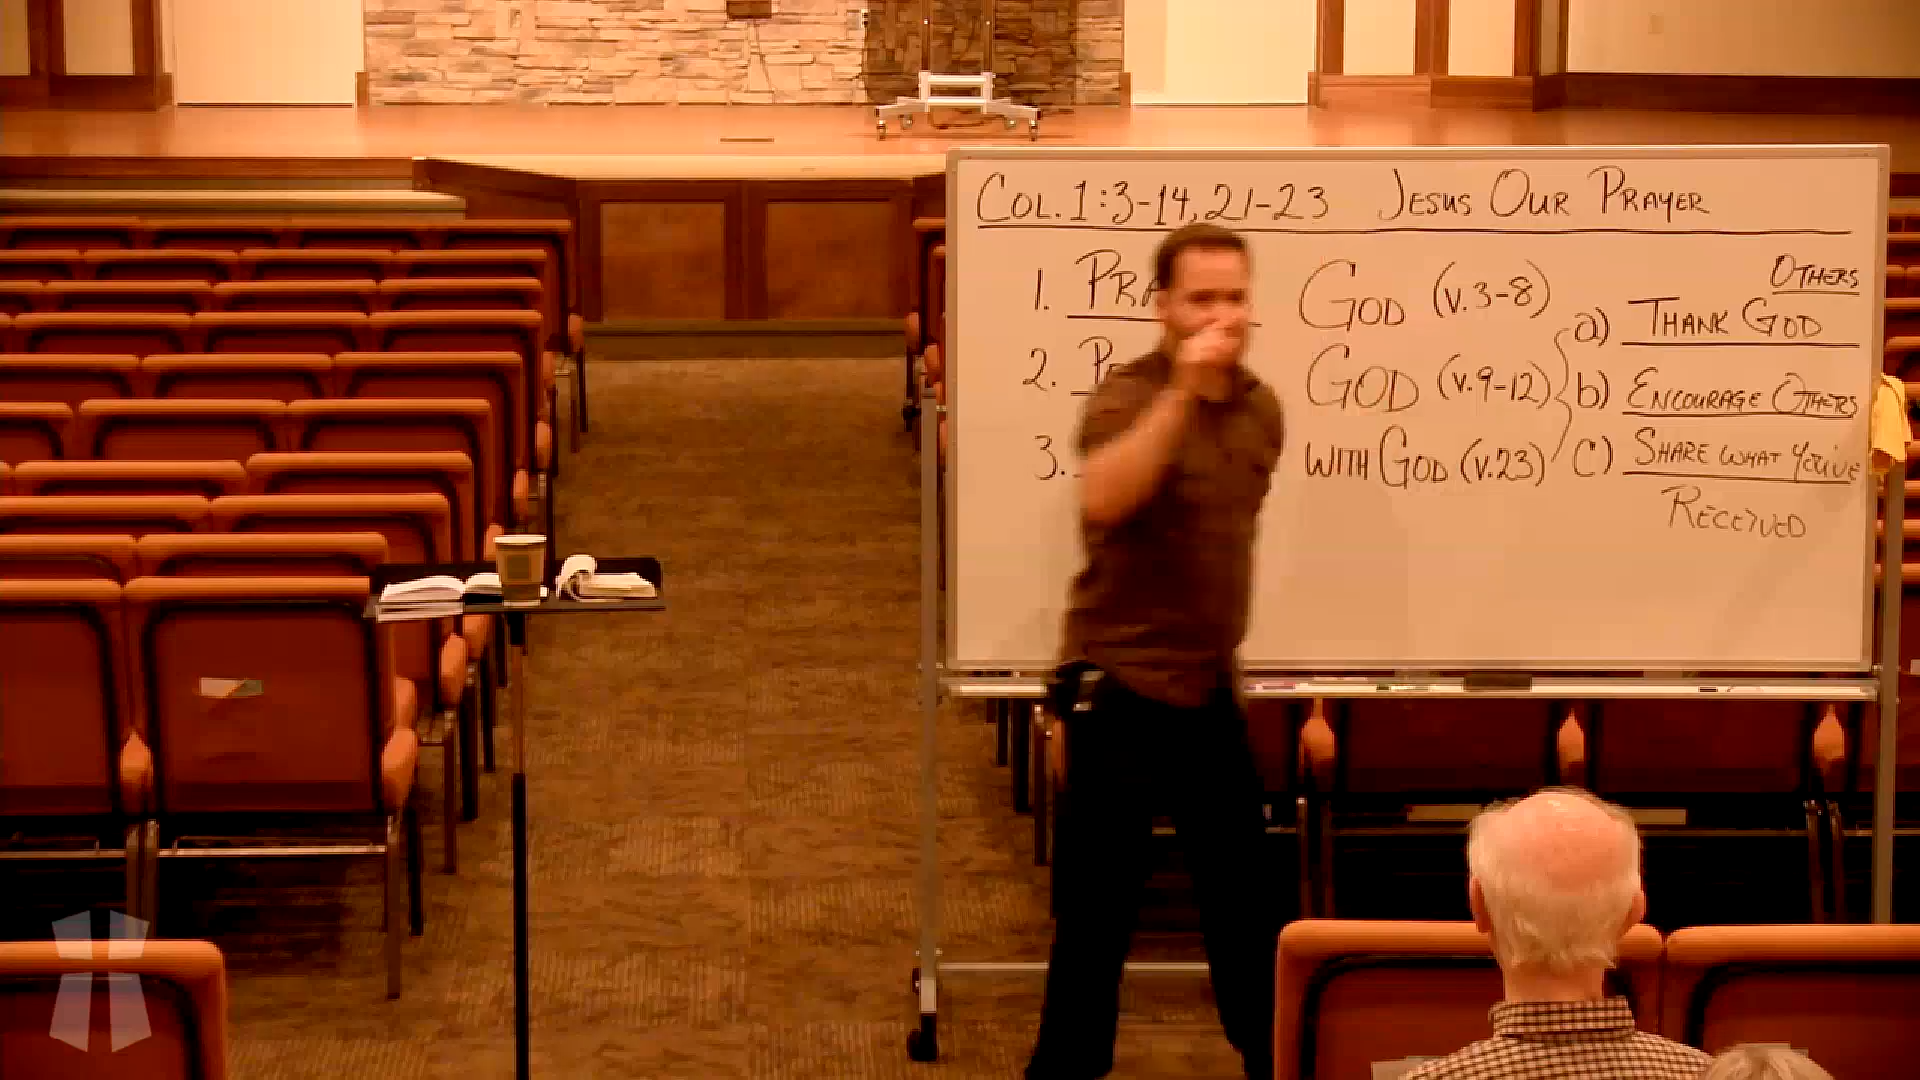 COL. 1:3-14, 21-23 JESUS OUR PRAYER
1. PRA GOD (v.3-8)
2. GOD (v.9-12)
3. WITH GOD (v.23)
OTHERS
a) THANK GOD
b) ENCOURAGE OTHERS
c) SHARE WHAT YOU'VE
RECEIVED